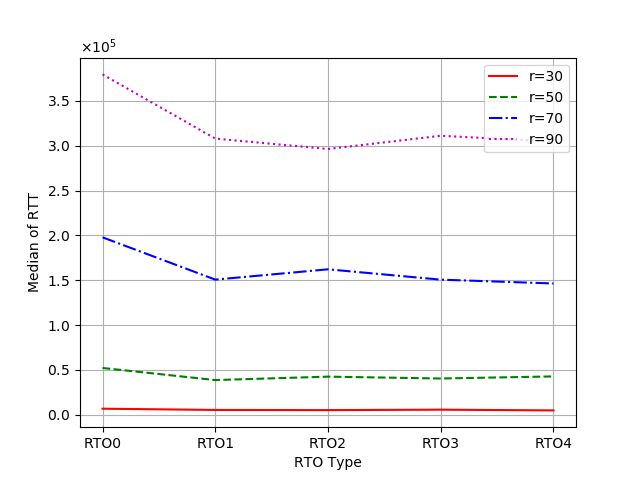 ×10⁵
r=30
r=50
r=70
r=90
3.5
3.0
2.5
2.0
1.5
1.0
0.5
0.0
Median of RTT
RTO0 RTO1 RTO2 RTO3 RTO4
RTO Type